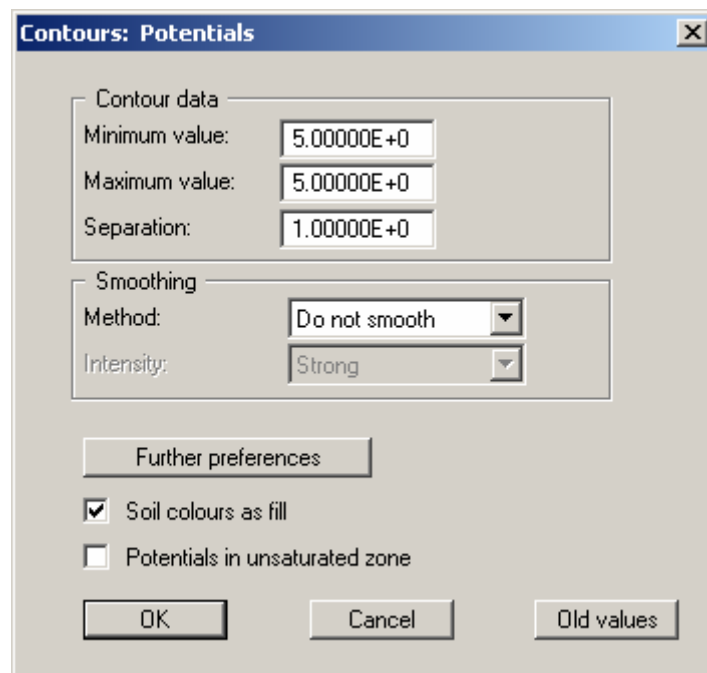 Contours: Potentials
Contour data
Minimum value: 5.00000E+0
Maximum value: 5.00000E+0
Separation: 1.00000E+0
Smoothing
Method: Do not smooth
Intensity: Strong
Further preferences
Soil colours as fill
Potentials in unsaturated zone
OK Cancel Old values